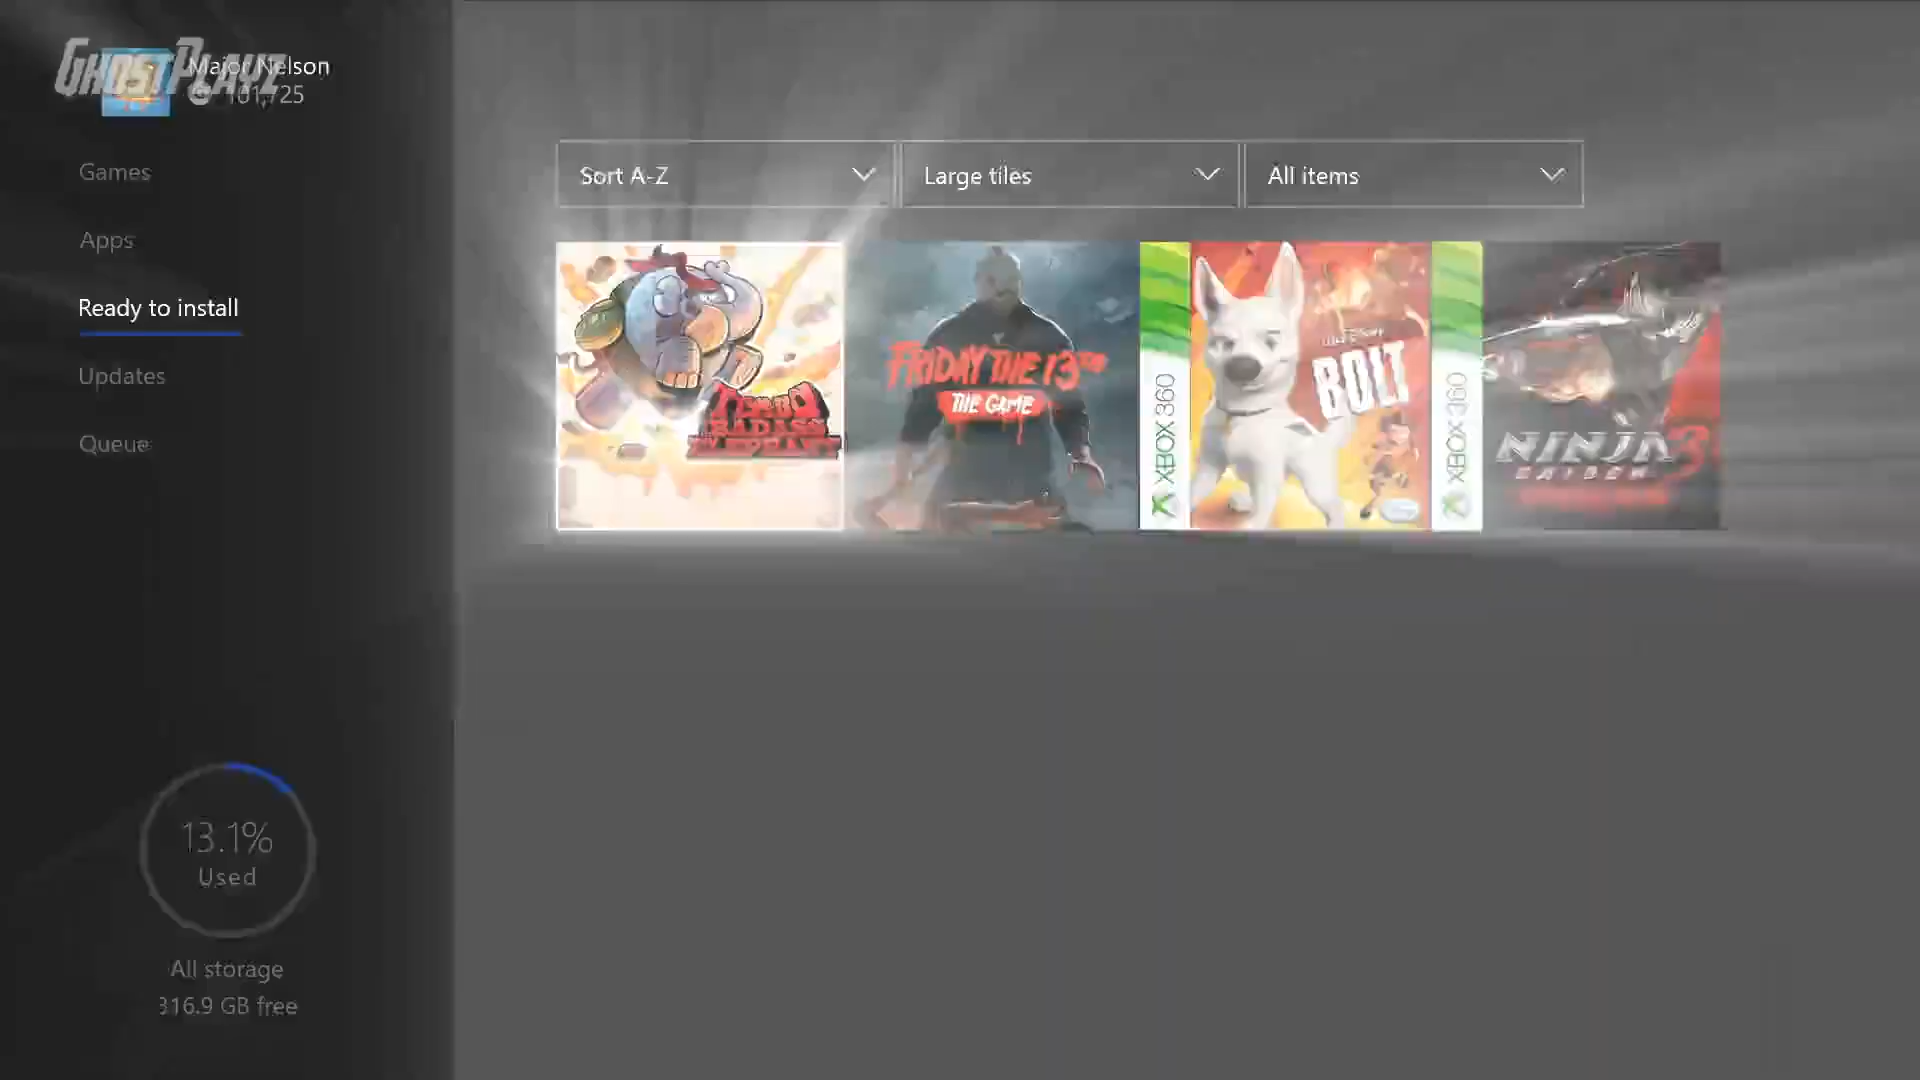 GHOSTPLAYZ
Major Nelson
101,725
Games
Apps
Ready to install
Updates
Queue
13.1%
Used
All storage
316.9 GB free
Sort A-Z
Large tiles
All items
BADASS
ELEPHANT
FRIDAY THE 13TH
THE GAME
XBOX 360
BOLT
XBOX 360
NINJA
GAIDEN 3